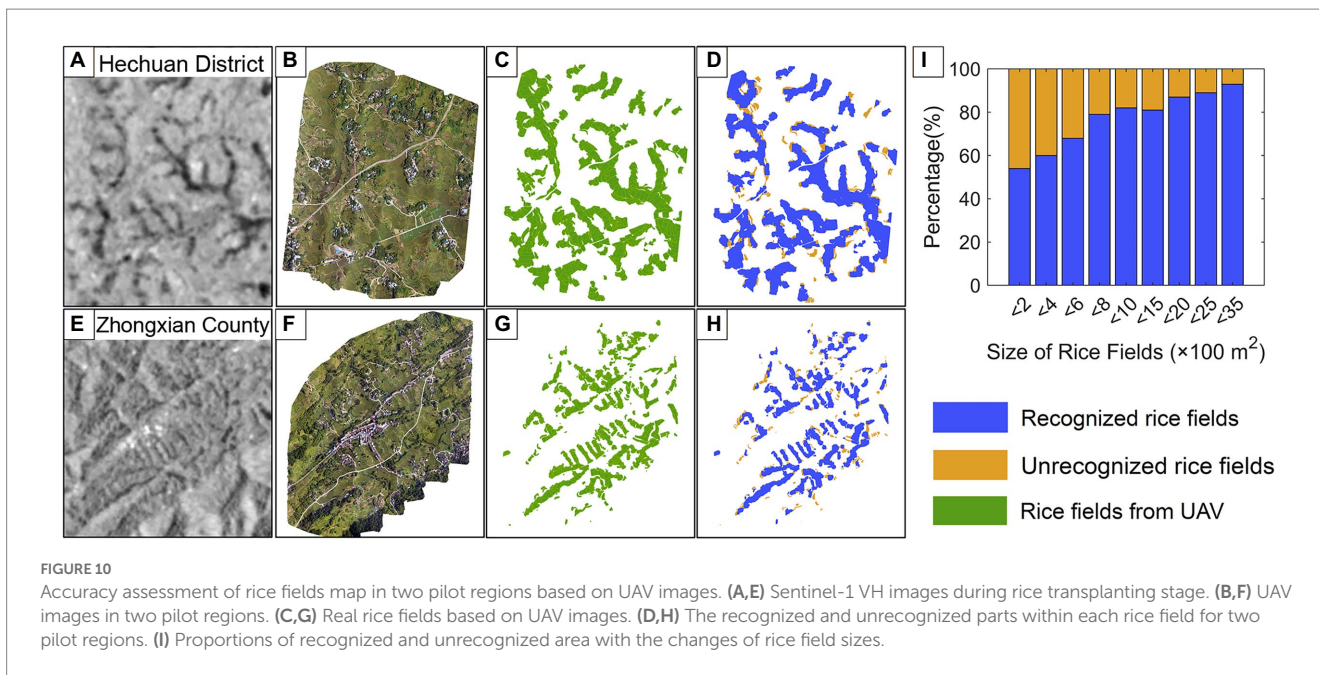 A Hechuan District
B
C
D
I
100
80
60
40
20
0
Percentage(%)
<2 <4 <6 <8 <10 <15 <20 <25 <35
Size of Rice Fields (×100 m²)
E Zhongxian County
F
G
H
Recognized rice fields
Unrecognized rice fields
Rice fields from UAV
FIGURE 10
Accuracy assessment of rice fields map in two pilot regions based on UAV images. (A,E) Sentinel-1 VH images during rice transplanting stage. (B,F) UAV
images in two pilot regions. (C,G) Real rice fields based on UAV images. (D,H) The recognized and unrecognized parts within each rice field for two
pilot regions. (I) Proportions of recognized and unrecognized area with the changes of rice field sizes.